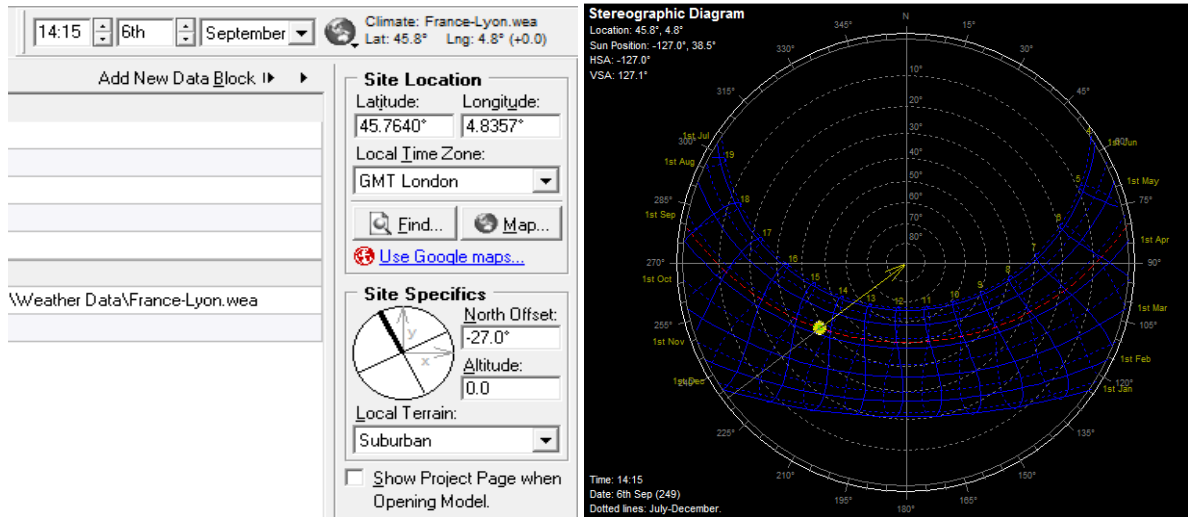 14:15 6th September Climate: France-Lyon.wea
Lat: 45.8° Lng: 4.8° (+0.0)
Add New Data Block
Site Location
Latitude: Longitude:
45.7640° 4.8357°
Local Time Zone:
GMT London
Find... Map...
Use Google maps...
\Weather Data\France-Lyon.wea
Site Specifics
North Offset:
-27.0°
y
x
Altitude:
0.0
Local Terrain:
Suburban
Show Project Page when
Opening Model.
Stereographic Diagram
Location: 45.8°, 4.8°
Sun Position: -127.0°, 38.5°
HSA: -127.0°
VSA: 127.1°
N
345° 15°
330° 30°
315° 45°
10°
20°
30°
40°
50°
60°
70°
80°
1st Jul 4 1st Jun
300° 60°
1st Aug 19 5 1st May
285° 18 6 75°
1st Sep 17 7 1st Apr
270° 16 8 90°
1st Oct 15 14 13 12 11 10 9 1st Mar
255° 105°
1st Nov 1st Feb
1st Dec 240° 120° 1st Jan
225° 135°
210° 150°
195° 165°
180°
Time: 14:15
Date: 6th Sep (249)
Dotted lines: July-December.